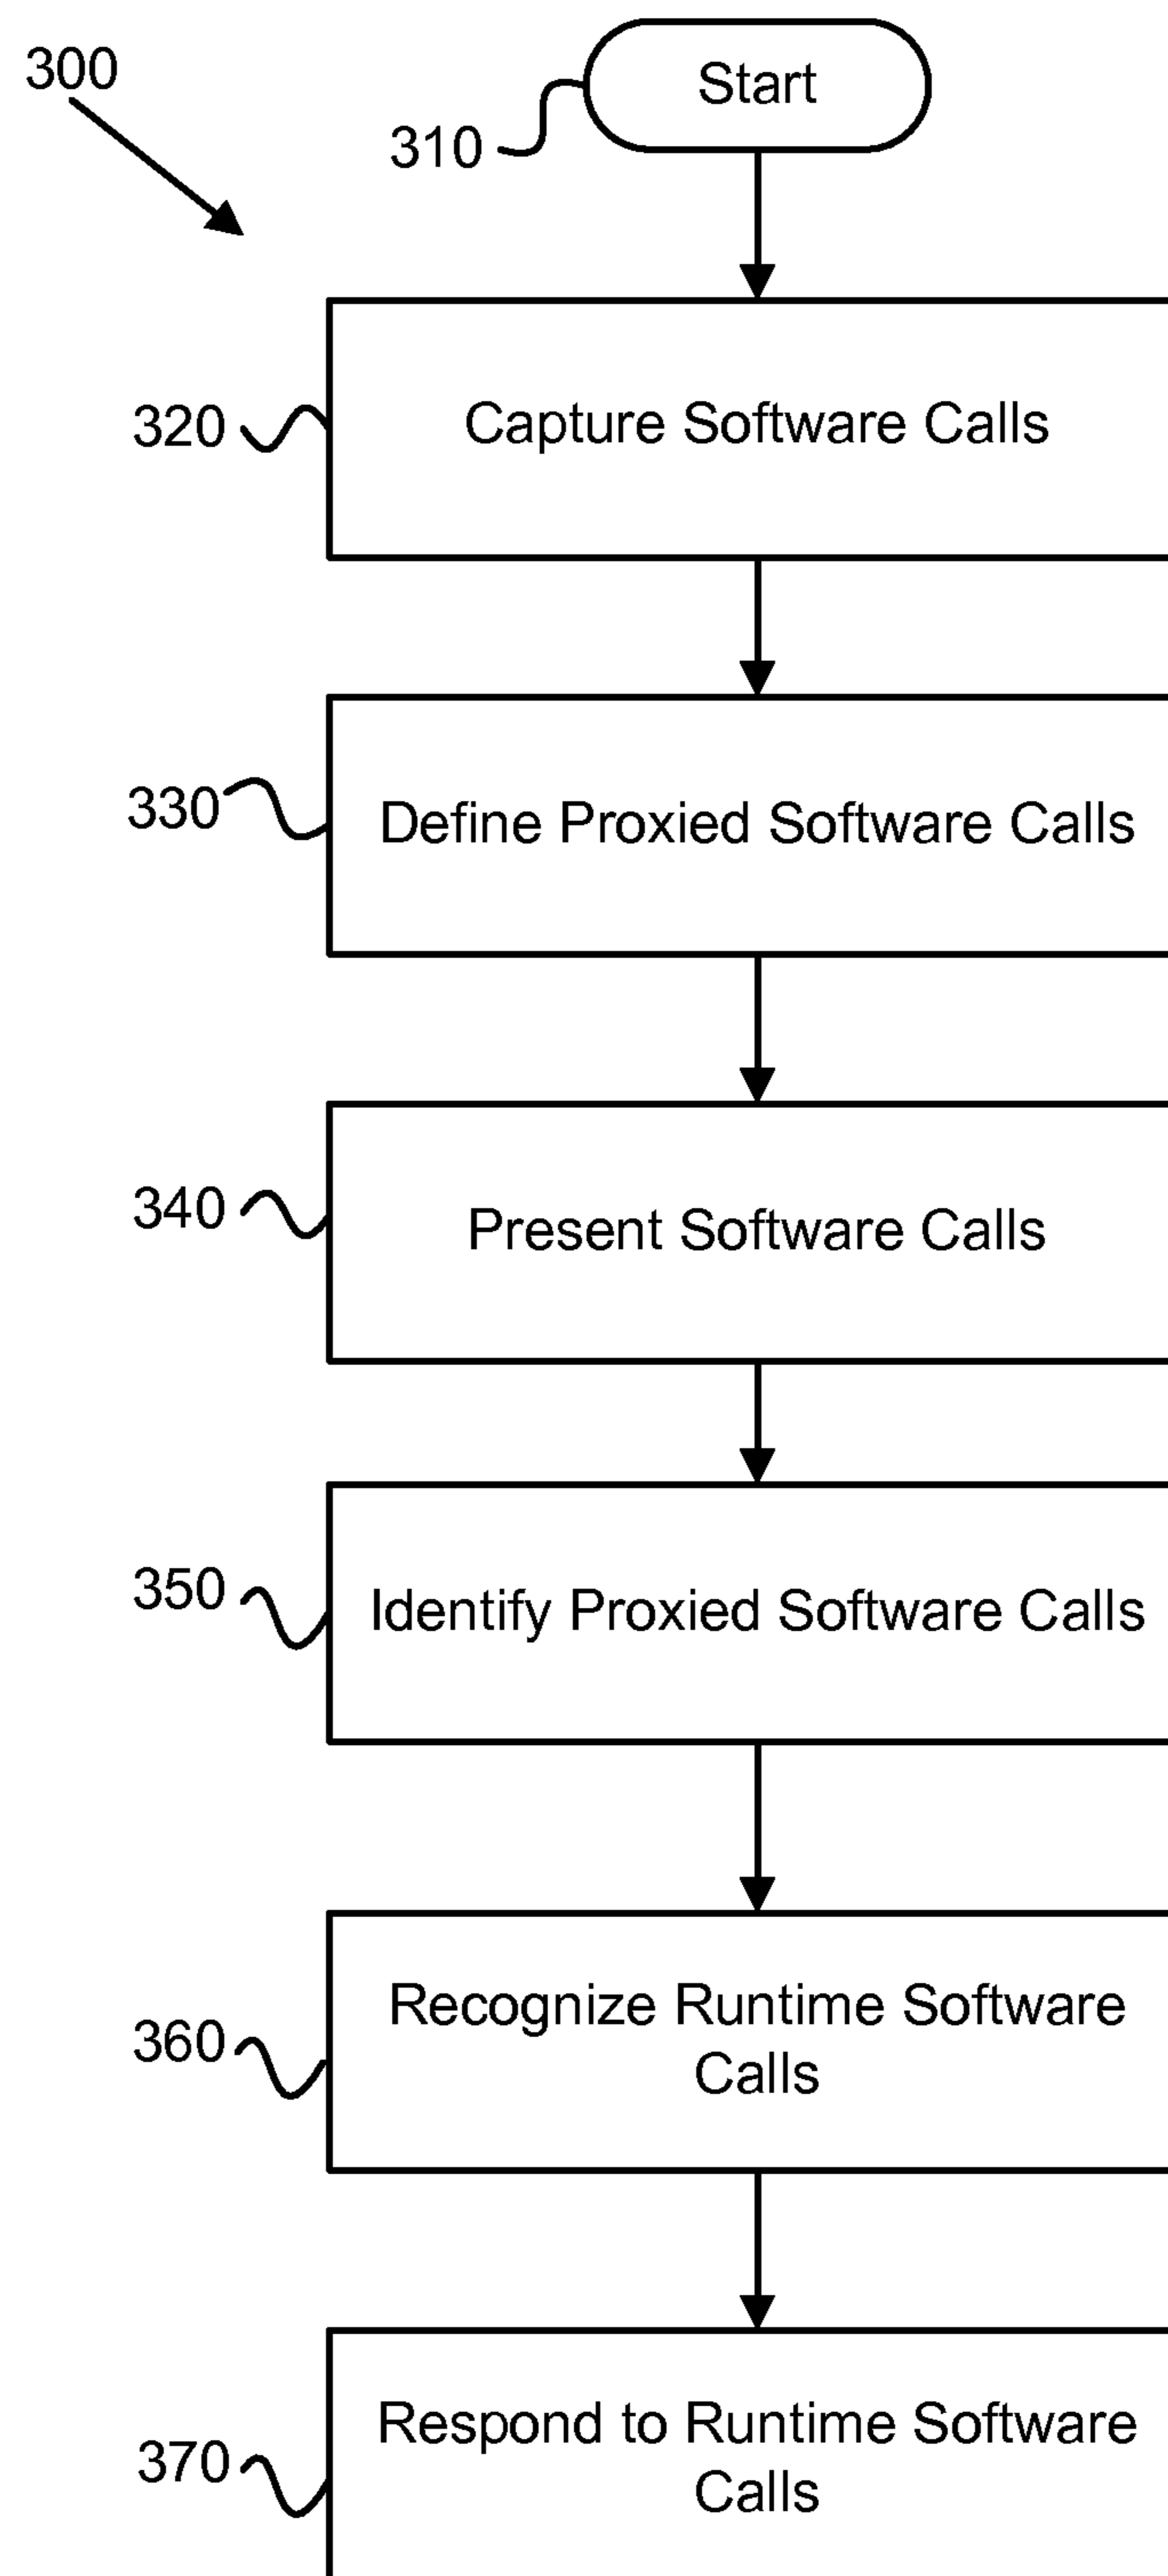 300
Start
310
Capture Software Calls
320
Define Proxied Software Calls
330
Present Software Calls
340
Identify Proxied Software Calls
350
Recognize Runtime Software
Calls
360
Respond to Runtime Software
Calls
370